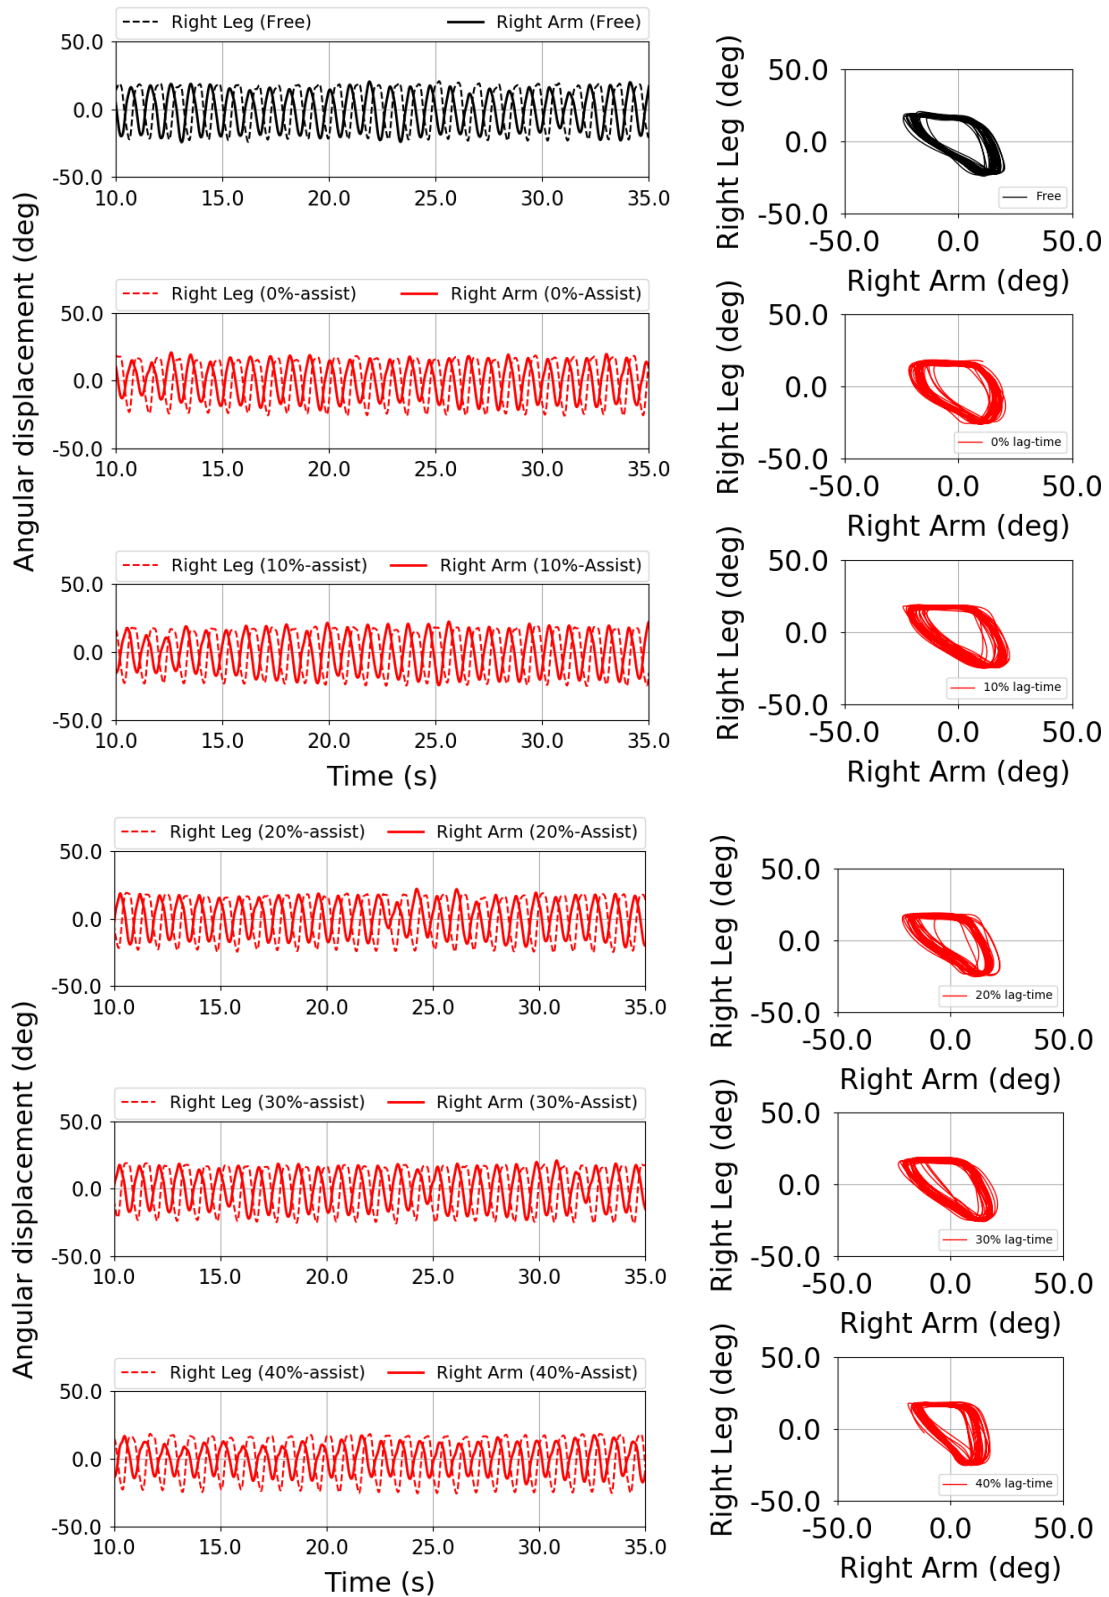 Right Leg (Free) Right Arm (Free)
50.0
0.0
-50.0
10.0 15.0 20.0 25.0 30.0 35.0
50.0
0.0
-50.0
-50.0 0.0 50.0
Right Leg (deg)
Right Arm (deg)
Free
Angular displacement (deg)
Right Leg (0%-assist) Right Arm (0%-Assist)
50.0
0.0
-50.0
10.0 15.0 20.0 25.0 30.0 35.0
50.0
0.0
-50.0
-50.0 0.0 50.0
Right Leg (deg)
Right Arm (deg)
0% lag-time
Right Leg (10%-assist) Right Arm (10%-Assist)
50.0
0.0
-50.0
10.0 15.0 20.0 25.0 30.0 35.0
Time (s)
50.0
0.0
-50.0
-50.0 0.0 50.0
Right Leg (deg)
Right Arm (deg)
10% lag-time
Right Leg (20%-assist) Right Arm (20%-Assist)
50.0
0.0
-50.0
10.0 15.0 20.0 25.0 30.0 35.0
50.0
0.0
-50.0
-50.0 0.0 50.0
Right Leg (deg)
Right Arm (deg)
20% lag-time
Angular displacement (deg)
Right Leg (30%-assist) Right Arm (30%-Assist)
50.0
0.0
-50.0
10.0 15.0 20.0 25.0 30.0 35.0
50.0
0.0
-50.0
-50.0 0.0 50.0
Right Leg (deg)
Right Arm (deg)
30% lag-time
Right Leg (40%-assist) Right Arm (40%-Assist)
50.0
0.0
-50.0
10.0 15.0 20.0 25.0 30.0 35.0
Time (s)
50.0
0.0
-50.0
-50.0 0.0 50.0
Right Leg (deg)
Right Arm (deg)
40% lag-time